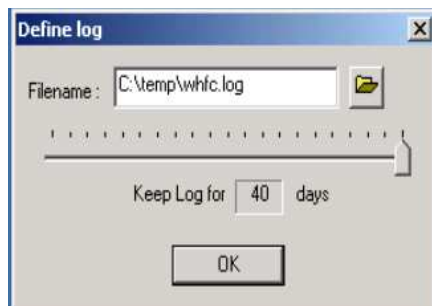 Define log
Filename : C:\temp\whfc.log
Keep Log for 40 days
OK